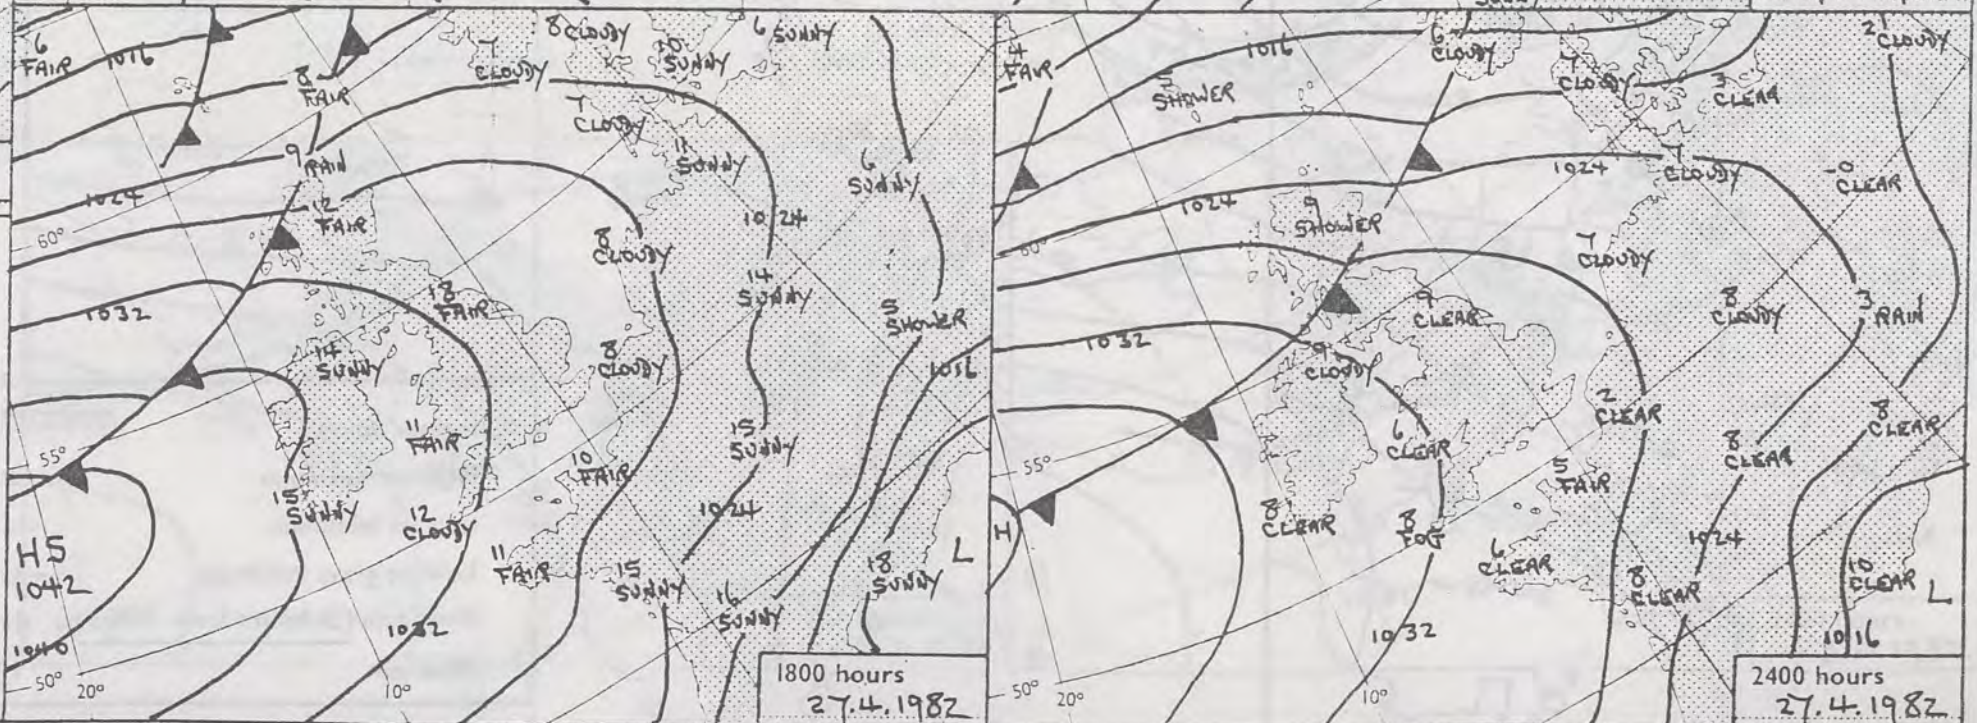 6
FAIR
1016
8
FAIR
7
CLOUDY
8 CLOUDY
10
SUNNY
6
SUNNY
7
CLOUDY
11
SUNNY
6
SUNNY
9
RAIN
1024
60°
12
FAIR
8
CLOUDY
1024
14
SUNNY
5
SHOWER
1032
18
FAIR
14
SUNNY
8
CLOUDY
1016
11
FAIR
15
SUNNY
55°
10
FAIR
15
SUNNY
12
CLOUDY
1024
11
FAIR
15
SUNNY
16
SUNNY
18
SUNNY
L
H5
1042
1032
1040
50°
20°
10°
1800 hours
27.4.1982
4
FAIR
5
SHOWER
1016
6
CLOUDY
CLOUDY
3
CLEAR
2
CLOUDY
1024
9
SHOWER
1024
7
CLOUDY
-0
CLEAR
60°
7
CLOUDY
8
CLOUDY
3
RAIN
1032
9
CLEAR
9
CLOUDY
2
CLEAR
8
CLEAR
8
CLEAR
55°
6
CLEAR
5
FAIR
H
8
CLEAR
8
FOG
6
CLEAR
1024
8
CLEAR
10
CLEAR
L
1032
1016
50°
20°
10°
2400 hours
27.4.1982